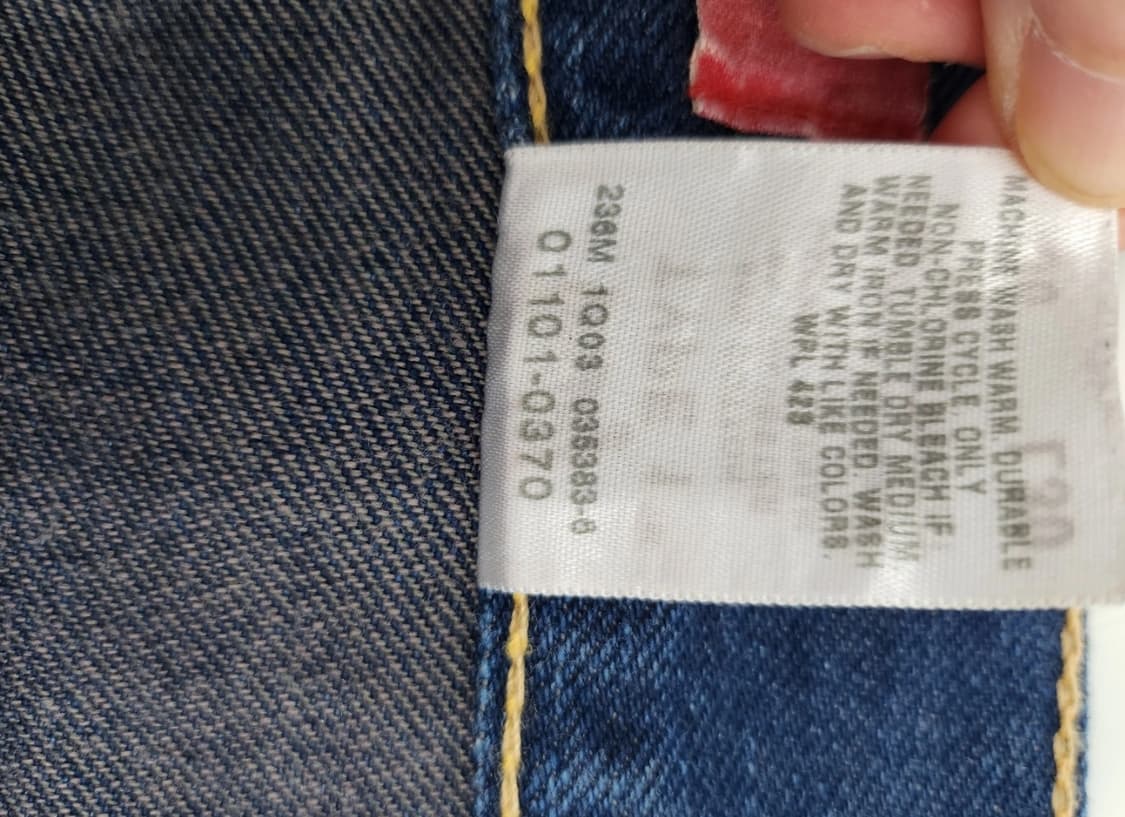 MACHINE WASH WARM. DURABLE
PRESS CYCLE. ONLY
NON-CHLORINE BLEACH IF
NEEDED. TUMBLE DRY MEDIUM
WARM IRON IF NEEDED. WASH
AND DRY WITH LIKE COLORS.
WPL 423
236M 1Q03 035383-6
01101-0370